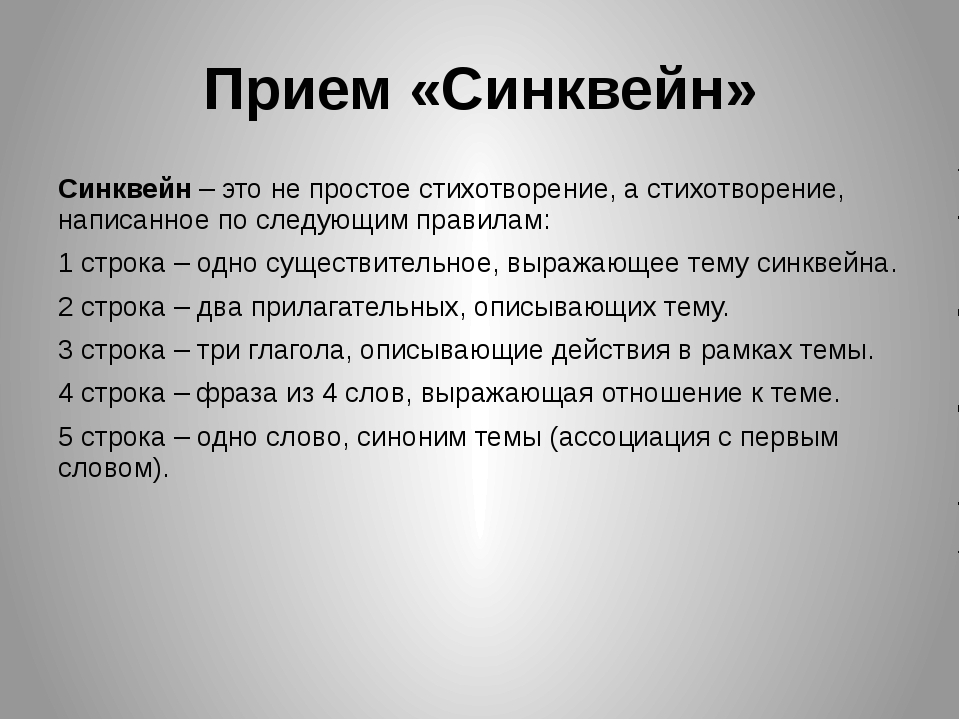 Прием «Синквейн»
Синквейн – это не простое стихотворение, а стихотворение,
написанное по следующим правилам:
1 строка – одно существительное, выражающее тему синквейна.
2 строка – два прилагательных, описывающих тему.
3 строка – три глагола, описывающие действия в рамках темы.
4 строка – фраза из 4 слов, выражающая отношение к теме.
5 строка – одно слово, синоним темы (ассоциация с первым
словом).